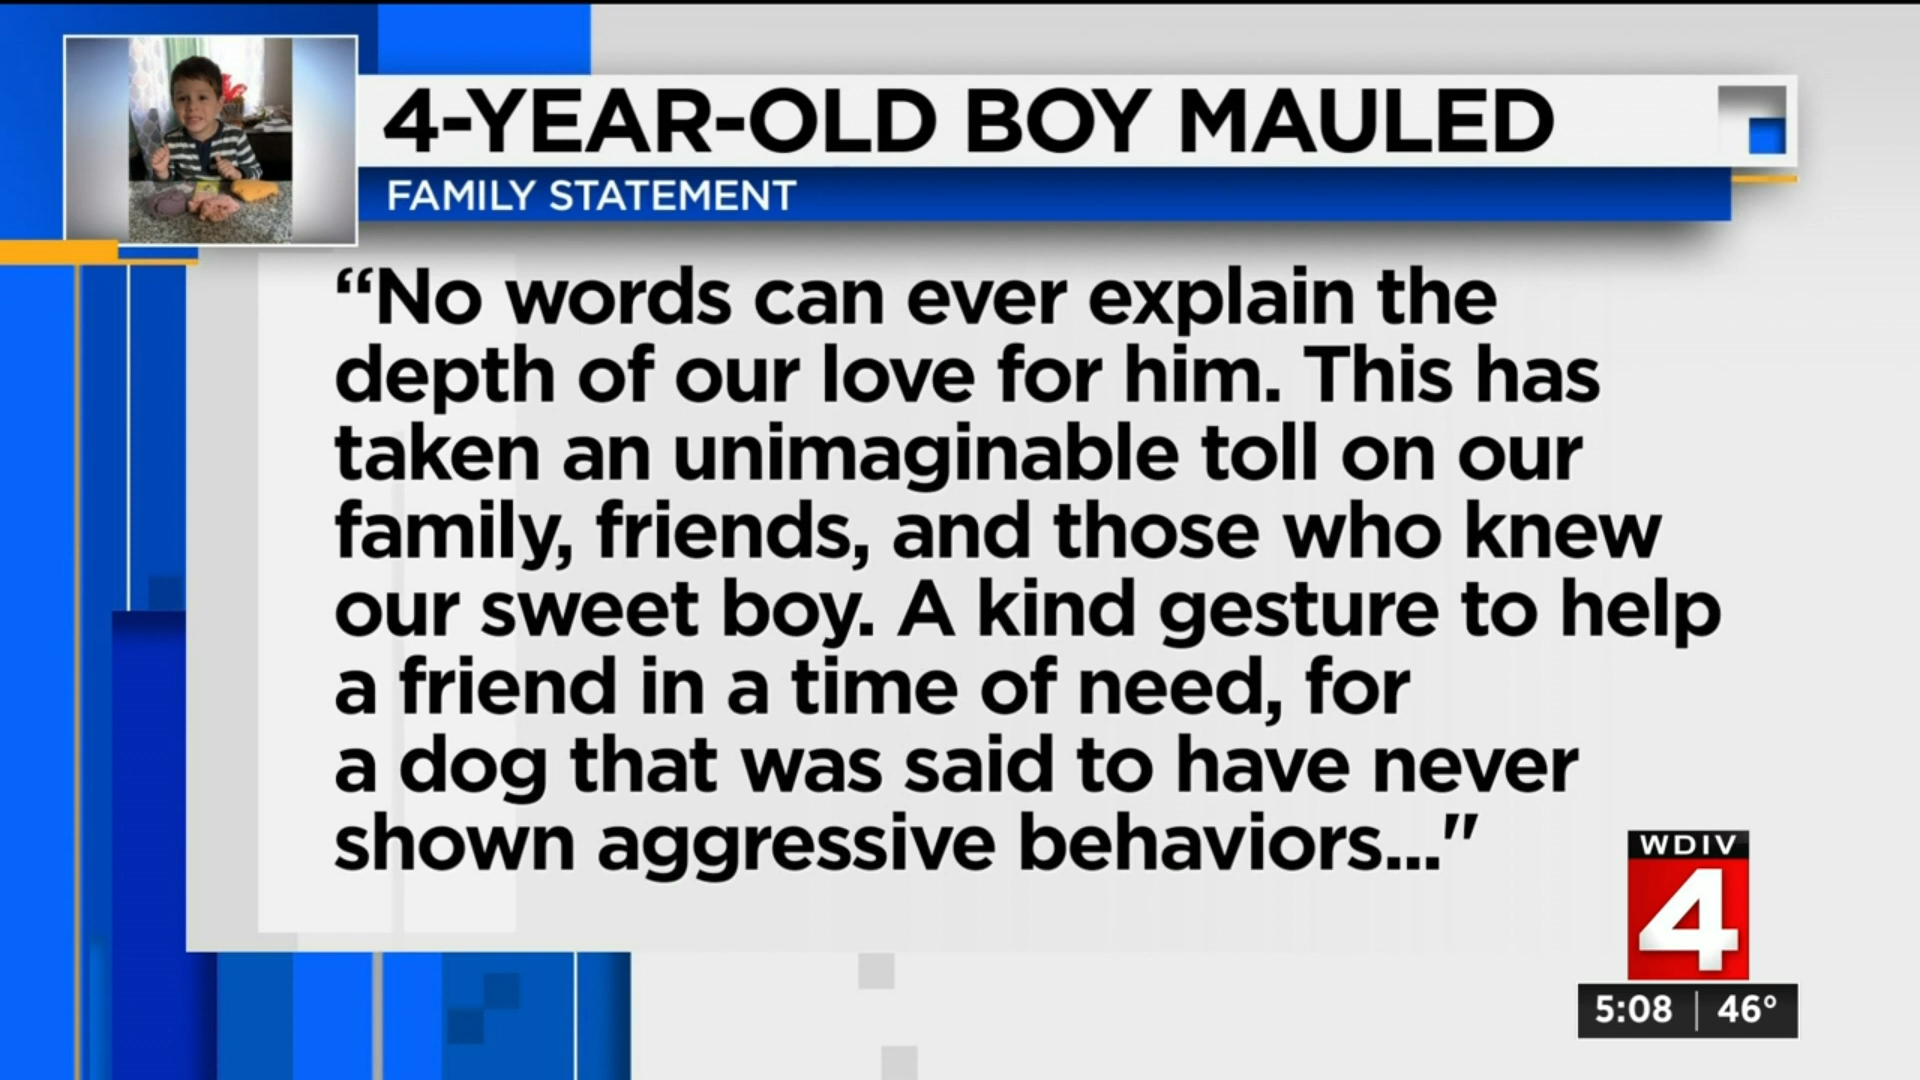 4-YEAR-OLD BOY MAULED
FAMILY STATEMENT
“No words can ever explain the
depth of our love for him. This has
taken an unimaginable toll on our
family, friends, and those who knew
our sweet boy. A kind gesture to help
a friend in a time of need, for
a dog that was said to have never
shown aggressive behaviors..."
WDIV
4
5:08 | 46°